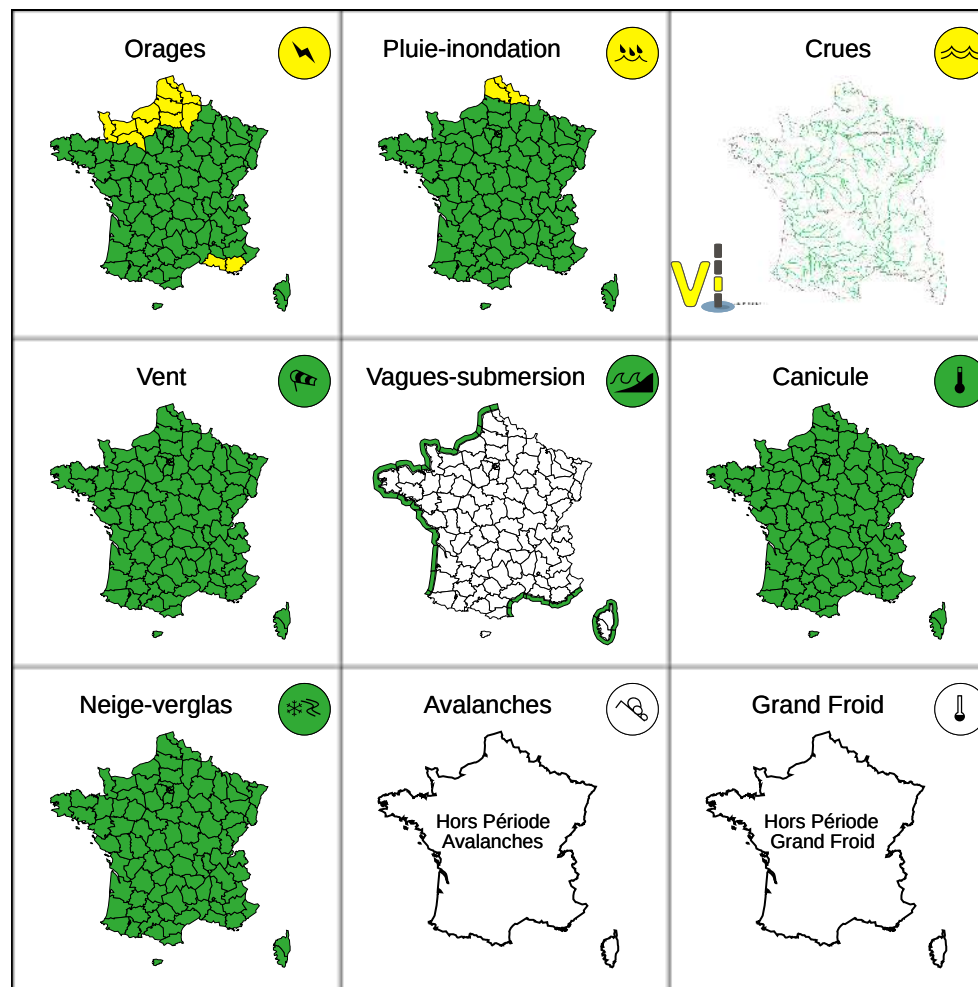 Orages
Pluie-inondation
Crues
Vi
Vent
Vagues-submersion
Canicule
Neige-verglas
Avalanches
Grand Froid
Hors Période
Avalanches
Hors Période
Grand Froid